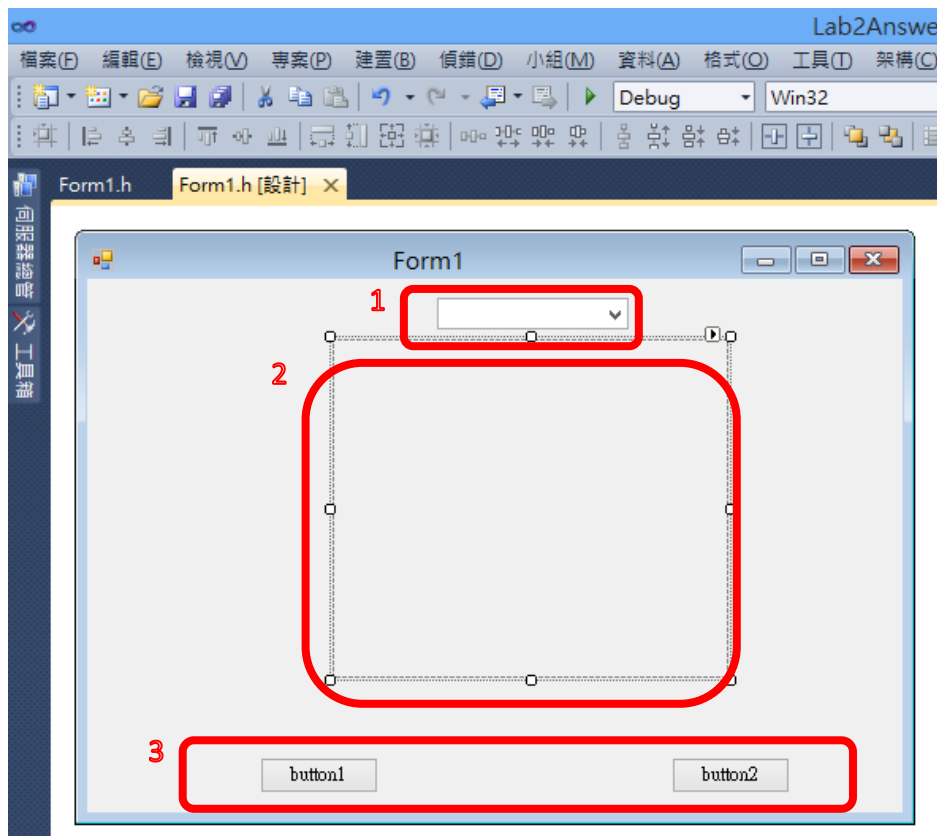 Lab2Answe
檔案(F) 編輯(E) 檢視(V) 專案(P) 建置(B) 偵錯(D) 小組(M) 資料(A) 格式(O) 工具(T) 架構(C)
Debug Win32
Form1.h Form1.h [設計]
伺服器總管
工具箱
Form1
1
2
3
button1 button2